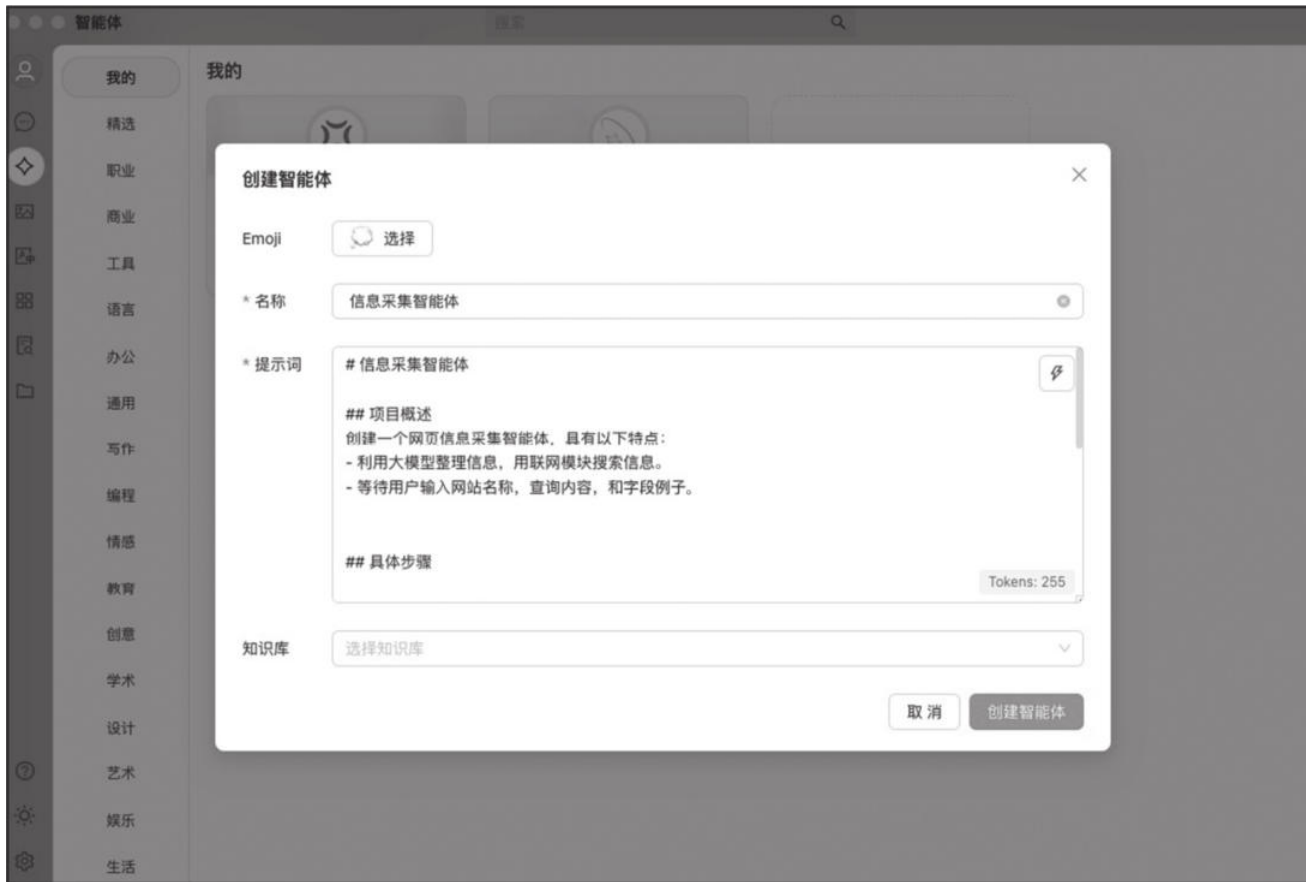 智能体
搜索
我的
精选
职业
商业
工具
语言
办公
通用
写作
编程
情感
教育
创意
学术
设计
艺术
娱乐
生活
我的
创建智能体
Emoji
选择
* 名称
信息采集智能体
* 提示词
# 信息采集智能体
## 项目概述
创建一个网页信息采集智能体，具有以下特点：
- 利用大模型整理信息，用联网模块搜索信息。
- 等待用户输入网站名称，查询内容，和字段例子。
## 具体步骤
Tokens: 255
知识库
选择知识库
取 消
创建智能体